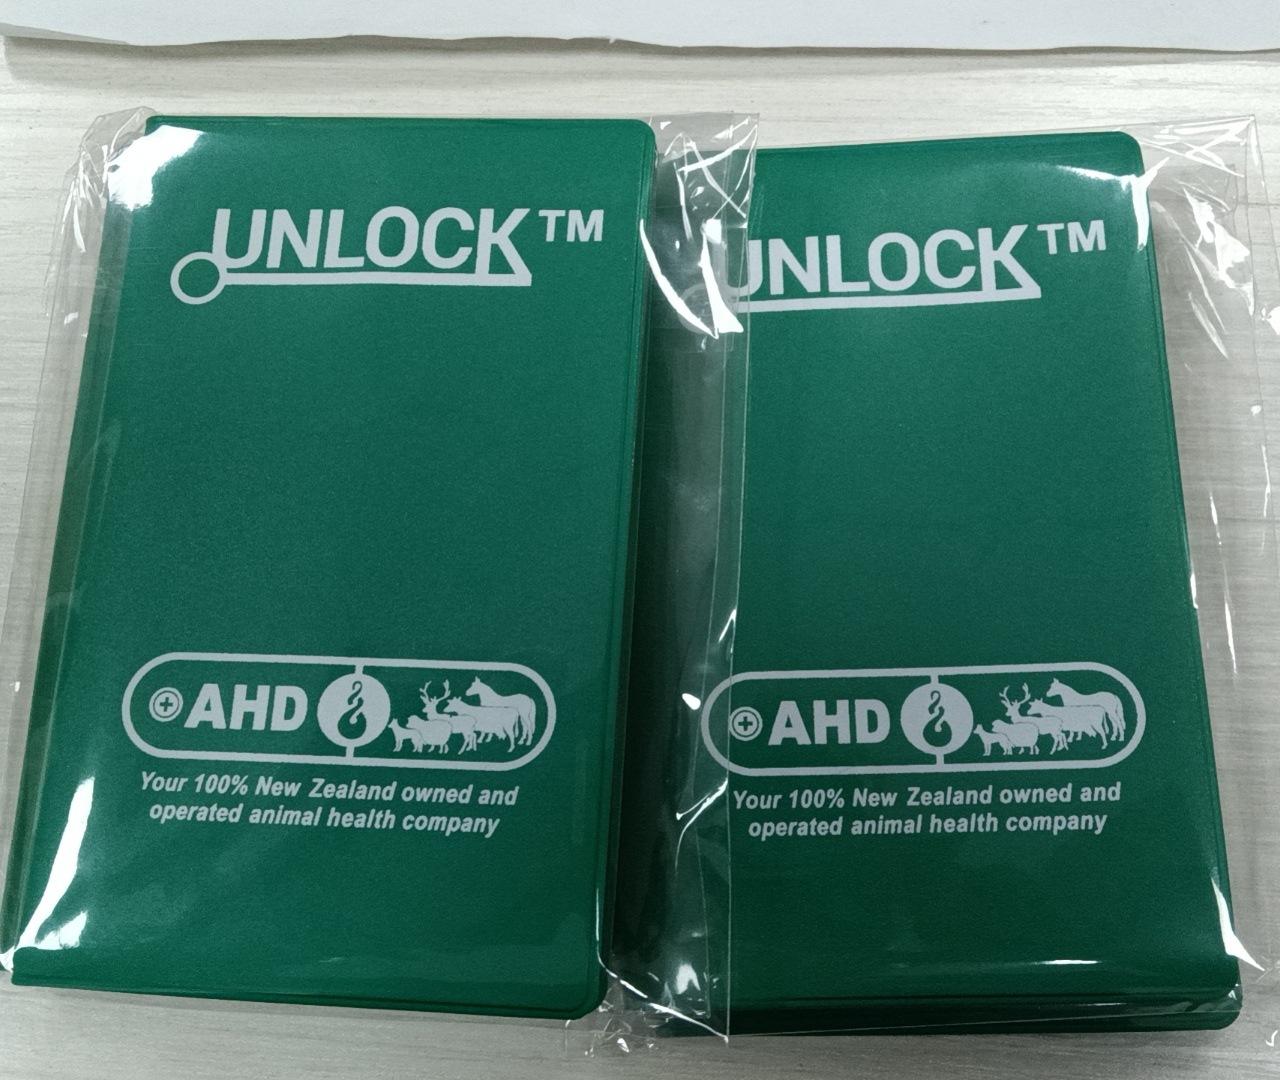 UNLOCK™
AHD
Your 100% New Zealand owned and
operated animal health company
UNLOCK™
AHD
Your 100% New Zealand owned and
operated animal health company